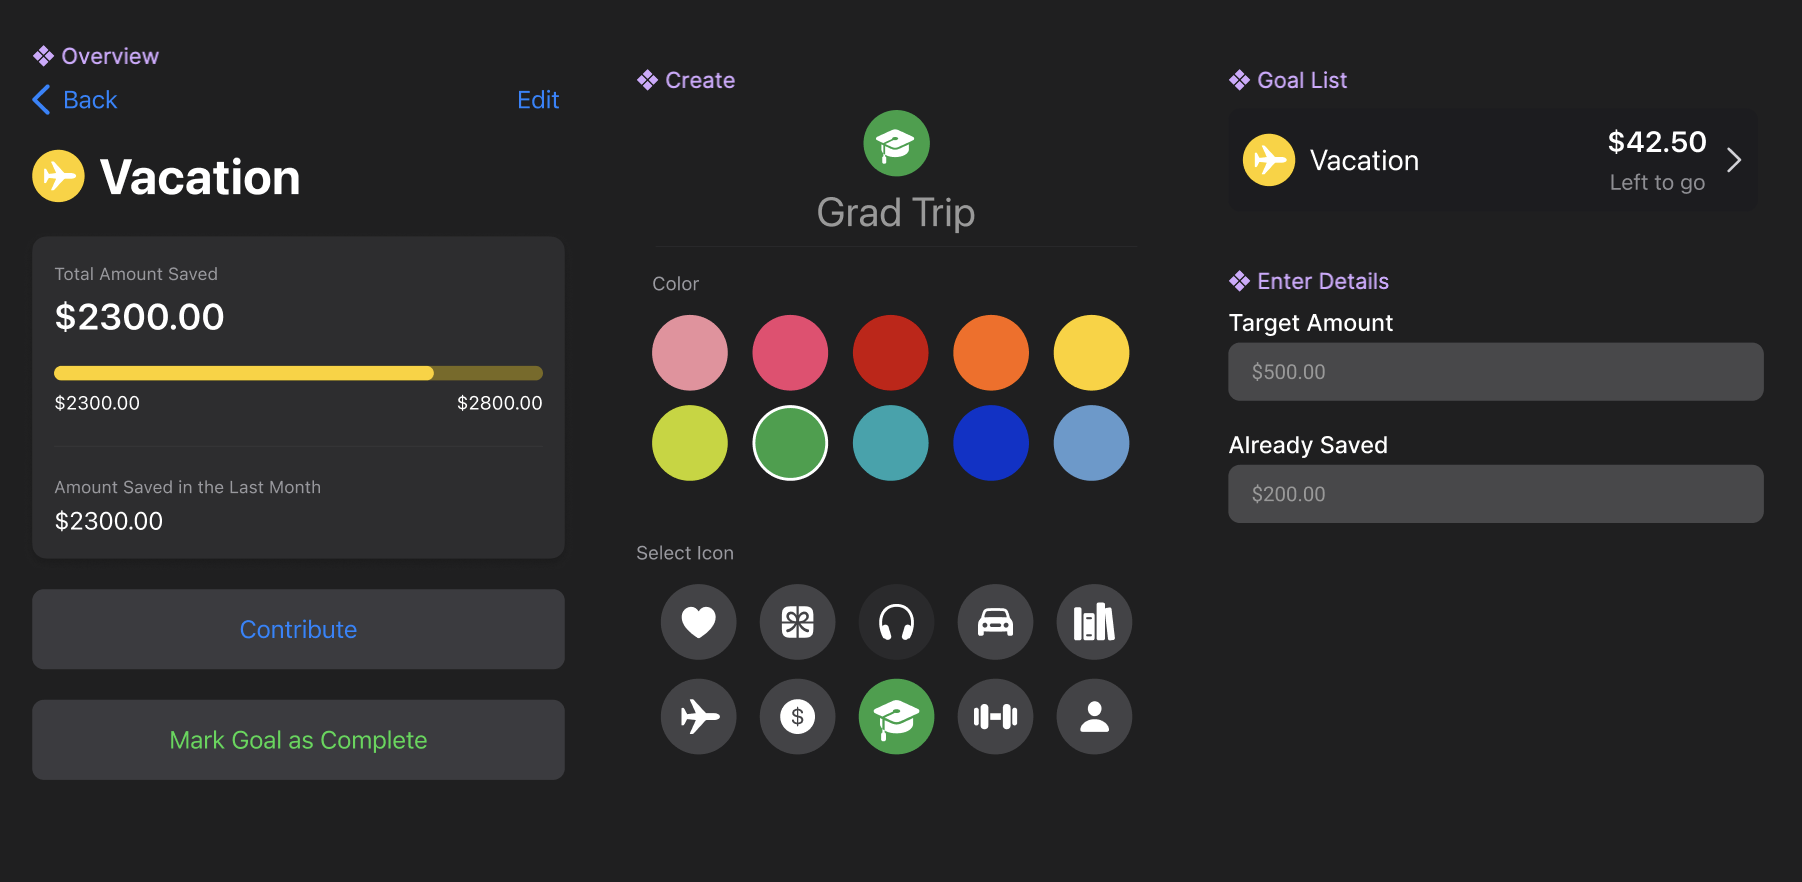 Overview
Back
Edit
Vacation
Total Amount Saved
$2300.00
$2300.00
$2800.00
Amount Saved in the Last Month
$2300.00
Contribute
Mark Goal as Complete
Create
Grad Trip
Color
Select Icon
$
Goal List
Vacation
$42.50
Left to go
Enter Details
Target Amount
$500.00
Already Saved
$200.00